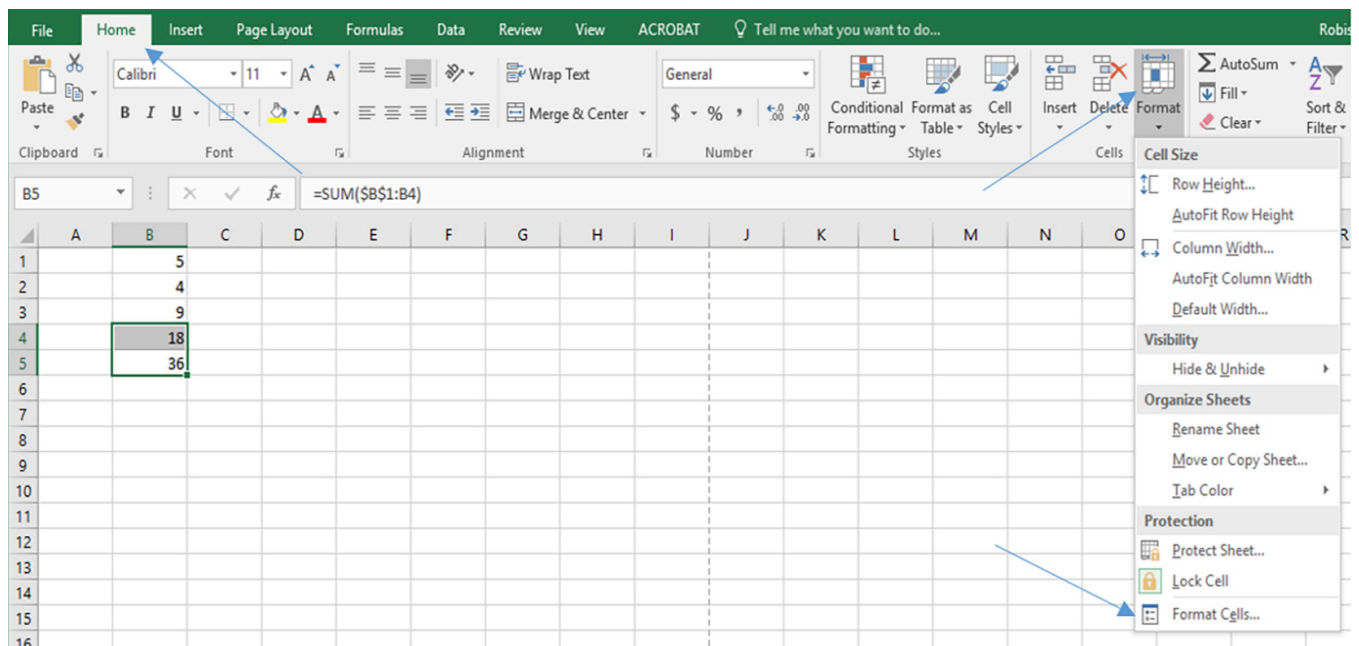 File Home Insert Page Layout Formulas Data Review View ACROBAT Tell me what you want to do...
Calibri 11 A A Wrap Text General AutoSum
Paste B I U A Merge & Center $ % , .00 .00 Conditional Formatting Format as Table Cell Styles Insert Delete Format Fill Clear Sort & Filter
Clipboard Font Alignment Number Styles Cells
B5 fx =SUM($B$1:B4)
A B C D E F G H I J K L M N O R
1 5
2 4
3 9
4 18
5 36
6
7
8
9
10
11
12
13
14
15
16
Cell Size
Row Height...
AutoFit Row Height
Column Width...
AutoFit Column Width
Default Width...
Visibility
Hide & Unhide
Organize Sheets
Rename Sheet
Move or Copy Sheet...
Tab Color
Protection
Protect Sheet...
Lock Cell
Format Cells...